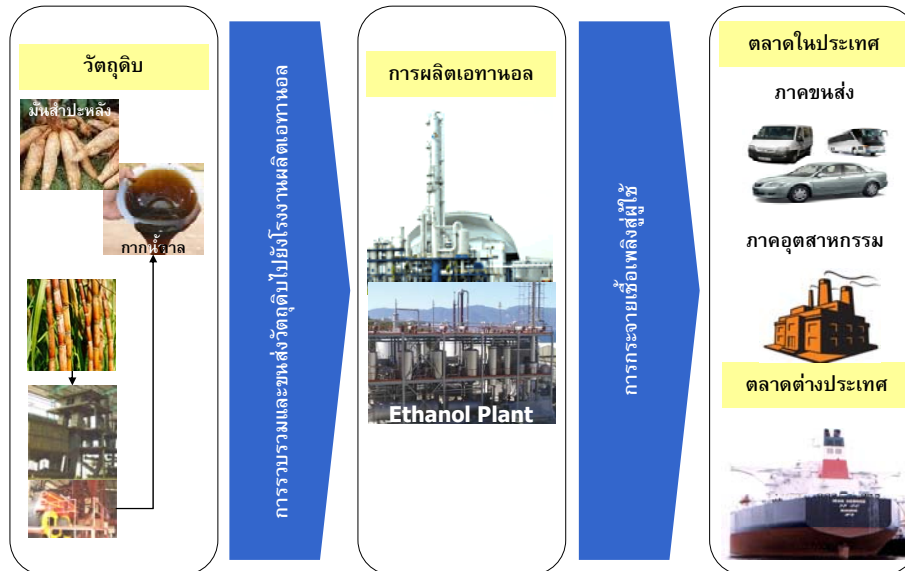 วัตถุดิบ
มันสำปะหลัง
กากน้ำตาล
การรวบรวมและขนส่งวัตถุดิบไปยังโรงงานผลิตเอทานอล
การผลิตเอทานอล
Ethanol Plant
การกระจายเชื้อเพลิงสู่ผู้ใช้
ตลาดในประเทศ
ภาคขนส่ง
ภาคอุตสาหกรรม
ตลาดต่างประเทศ